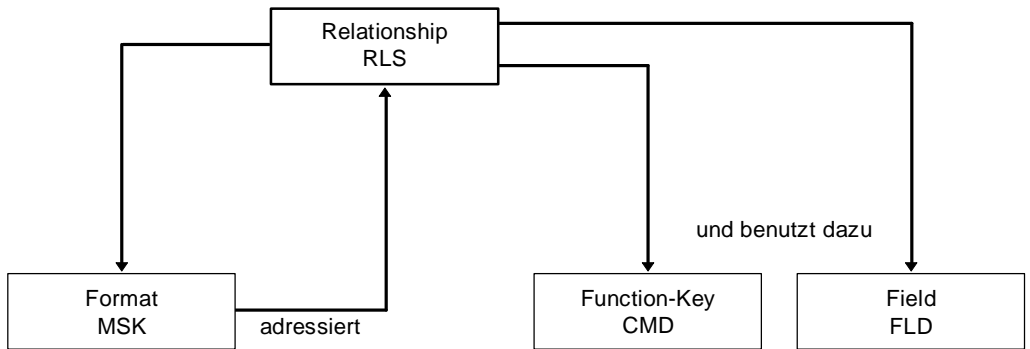 Relationship
RLS
und benutzt dazu
Format
MSK
adressiert
Function-Key
CMD
Field
FLD